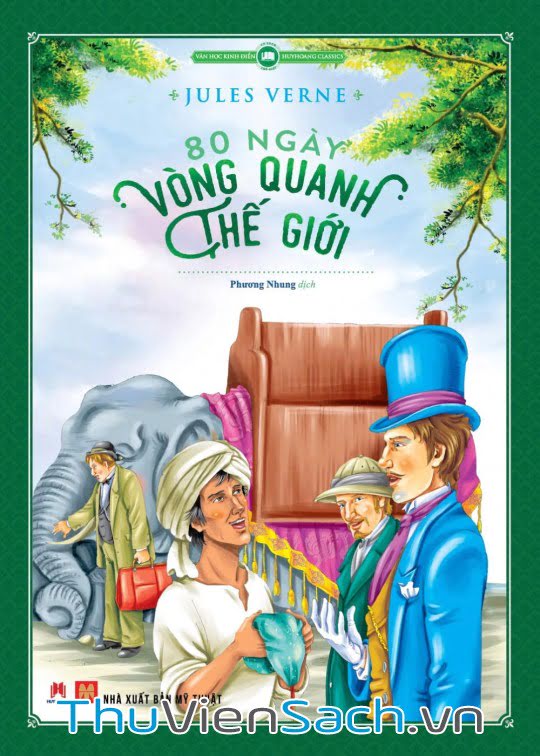 VĂN HỌC KINH ĐIỂN HUYHOANG CLASSICS
JULES VERNE
80 NGÀY
VÒNG QUANH
THẾ GIỚI
Phương Nhung dịch
NHÀ XUẤT BẢN MỸ THUẬT
ThuVienSach.vn